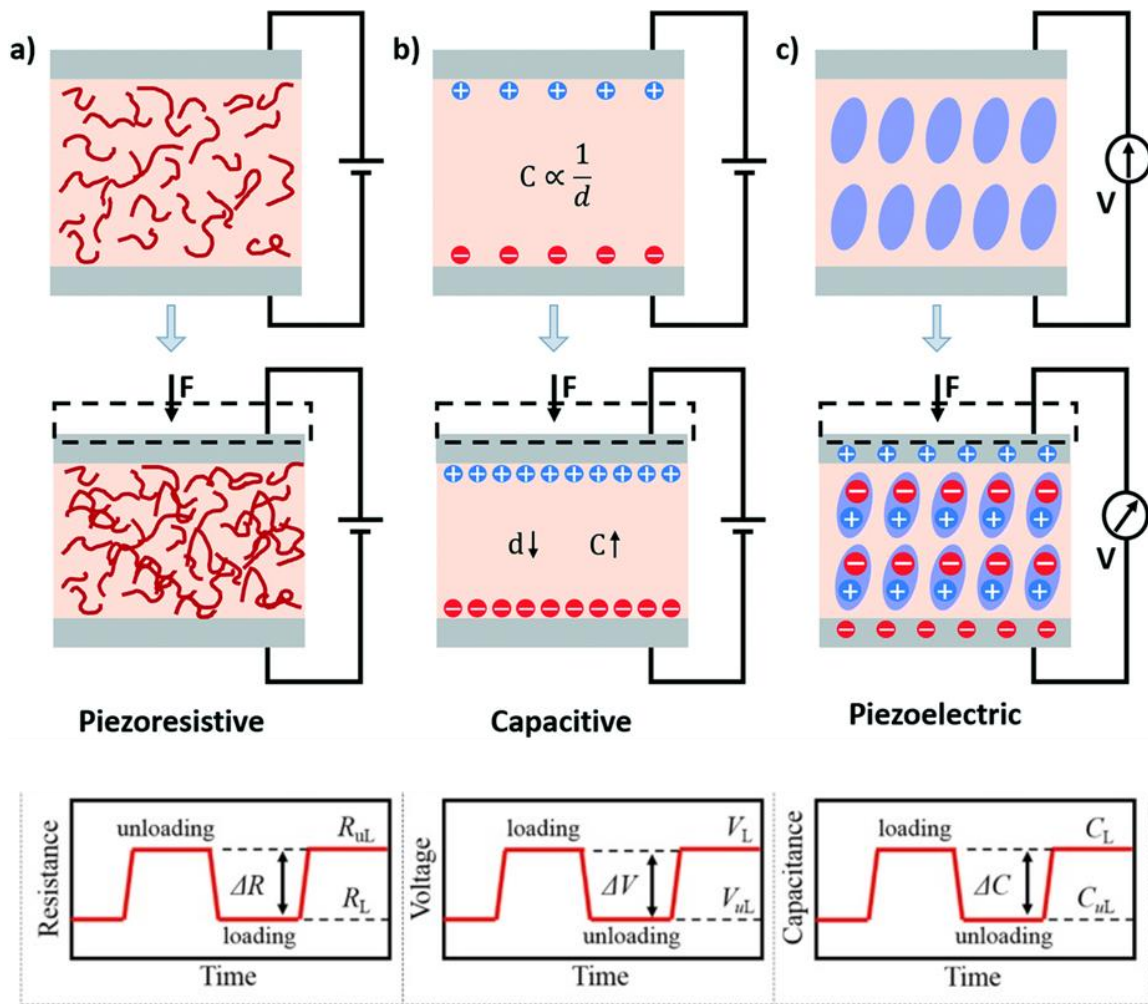 a)
b)
c)
+ + + + +
C ∝ 1/d
− − − − −
V
F
F
F
+ + + + + + + + + +
d↓ C↑
− − − − − − − − − −
+ + + + + +
− − − − −
+ + + + +
− − − − −
+ + + + +
− − − − − −
V
Piezoresistive
Capacitive
Piezoelectric
Resistance
unloading
R_uL
ΔR
R_L
loading
Time
Voltage
loading
V_L
ΔV
V_uL
unloading
Time
Capacitance
loading
C_L
ΔC
C_uL
unloading
Time